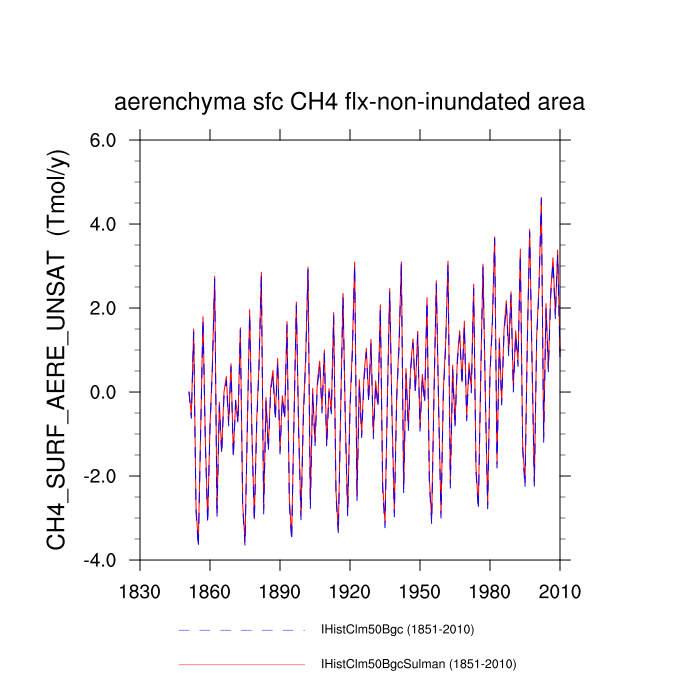 aerenchyma sfc CH4 flx-non-inundated area
CH4_SURF_AERE_UNSAT (Tmol/y)
6.0
4.0
2.0
0.0
-2.0
-4.0
1830 1860 1890 1920 1950 1980 2010
IHistClm50Bgc (1851-2010)
IHistClm50BgcSulman (1851-2010)